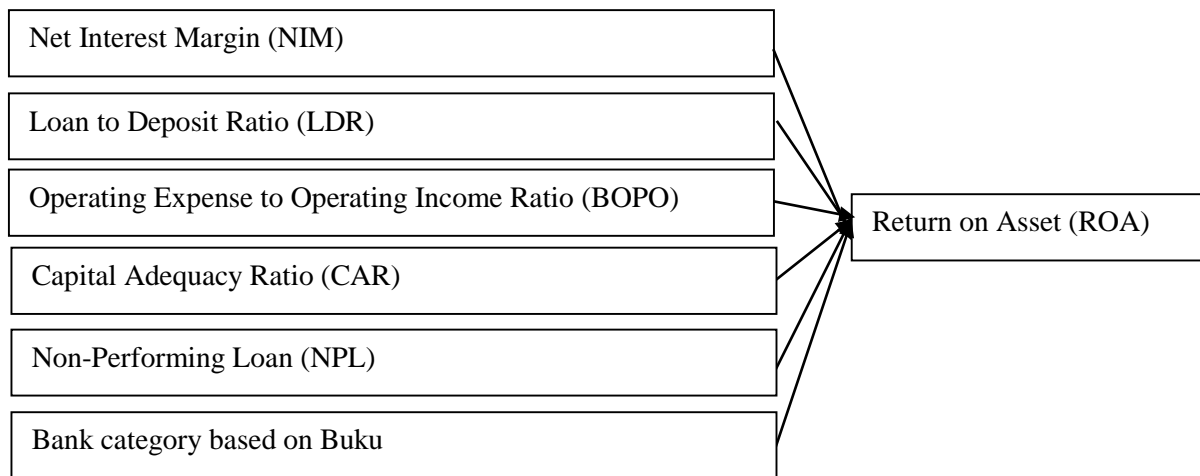 Net Interest Margin (NIM)
Loan to Deposit Ratio (LDR)
Operating Expense to Operating Income Ratio (BOPO)
Return on Asset (ROA)
Capital Adequacy Ratio (CAR)
Non-Performing Loan (NPL)
Bank category based on Buku